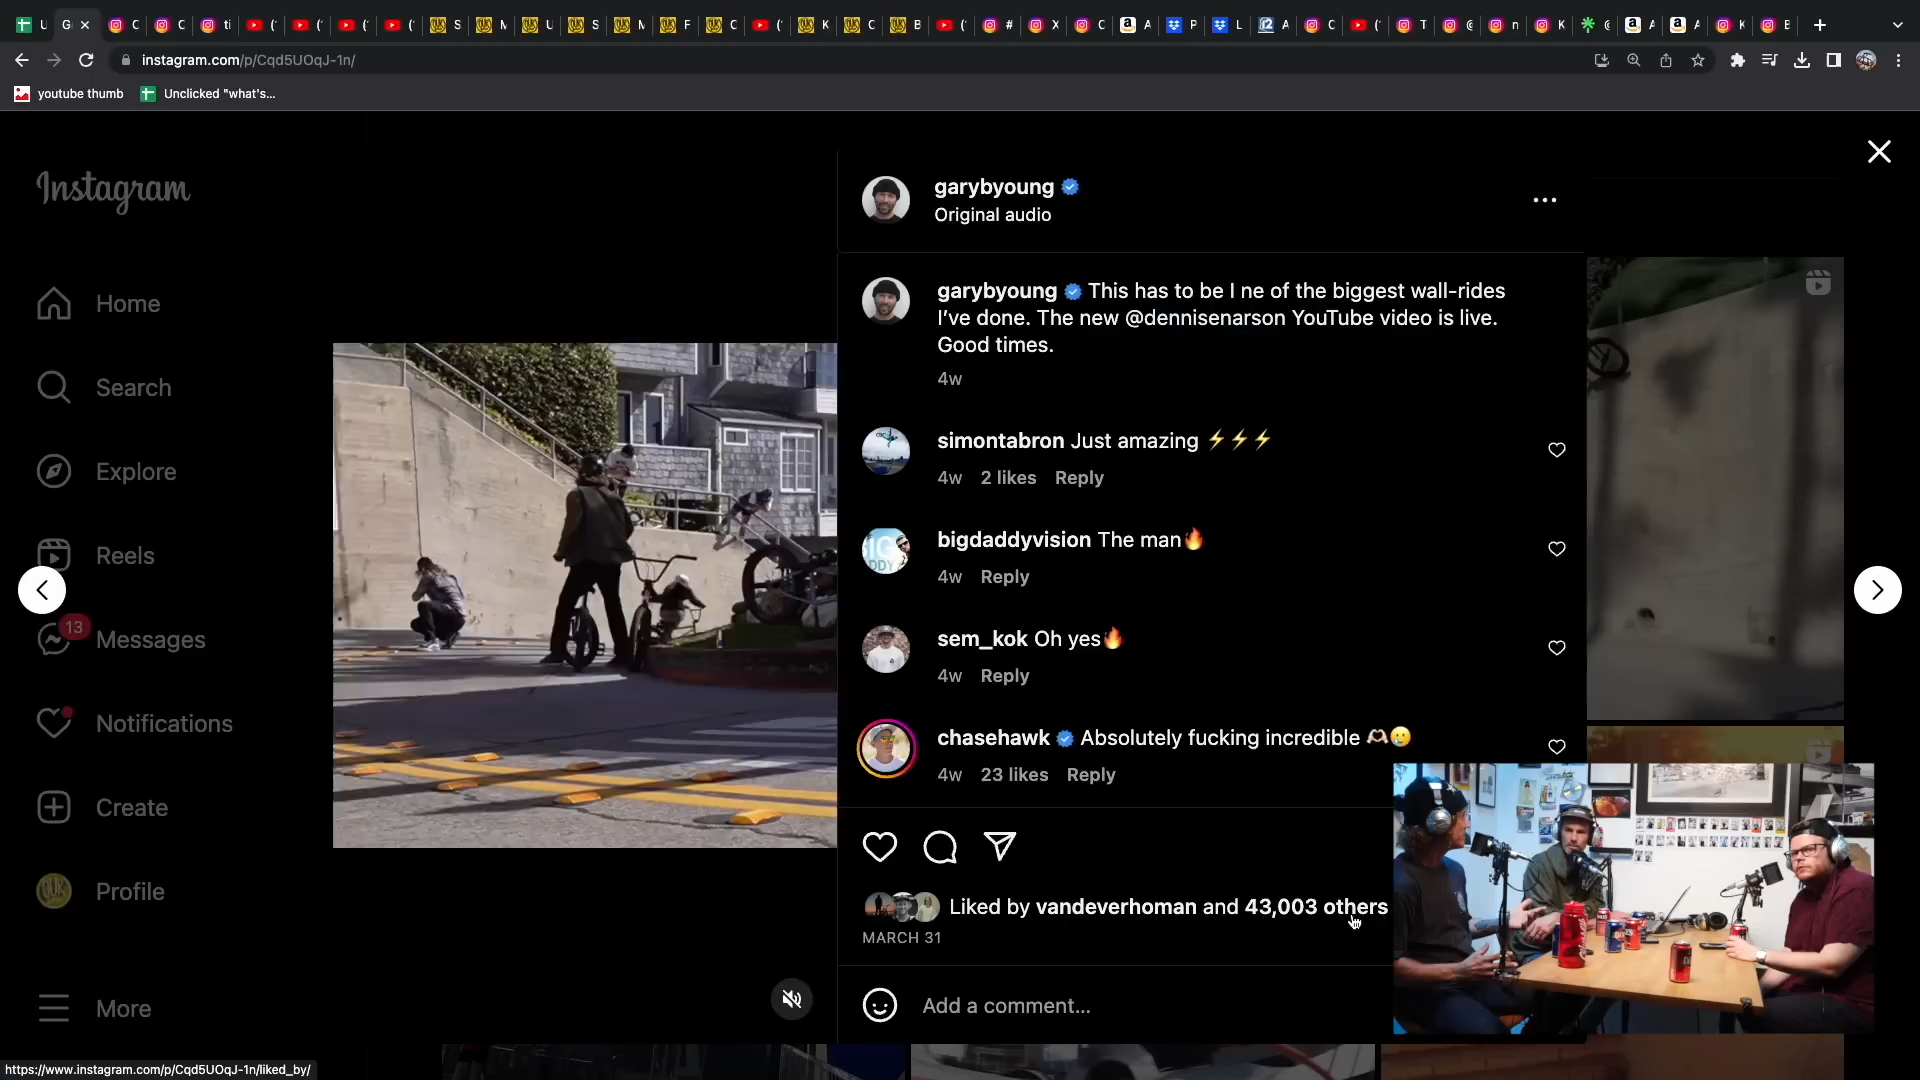 instagram.com/p/Cqd5UOqJ-1n/
youtube thumb
Unclicked "what's...
Instagram
Home
Search
Explore
Reels
13
Messages
Notifications
Create
Profile
More
garybyoung
Original audio
garybyoung This has to be I ne of the biggest wall-rides
I've done. The new @dennisenarson YouTube video is live.
Good times.
4w
simontabron Just amazing ⚡⚡⚡
4w 2 likes Reply
bigdaddyvision The man🔥
4w Reply
sem_kok Oh yes🔥
4w Reply
chasehawk Absolutely fucking incredible 🫶🏽🥲
4w 23 likes Reply
Liked by vandeverhoman and 43,003 others
MARCH 31
Add a comment...
https://www.instagram.com/p/Cqd5UOqJ-1n/liked_by/